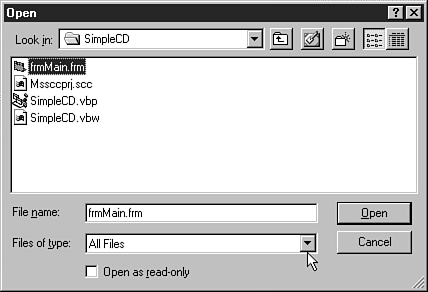 Open
Look in: SimpleCD
frmMain.frm
Mssccprj.scc
SimpleCD.vbp
SimpleCD.vbw
File name: frmMain.frm Open
Files of type: All Files Cancel
Open as read-only